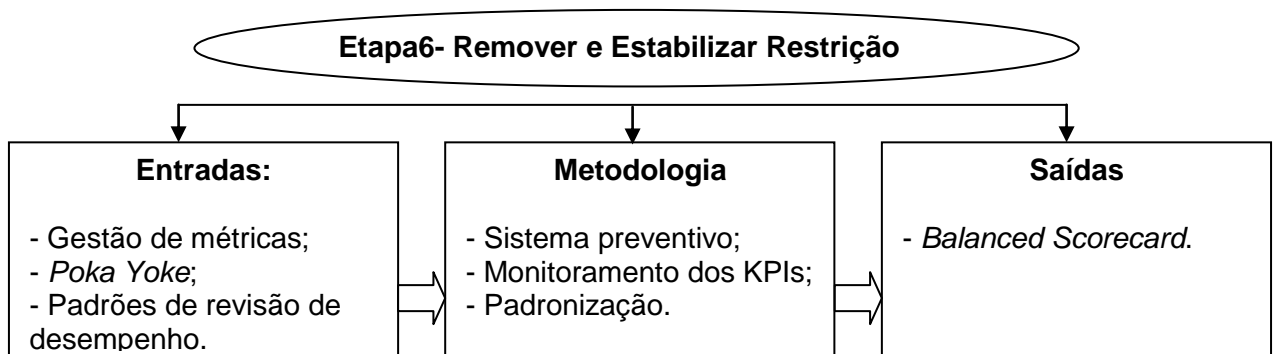 Etapa6- Remover e Estabilizar Restrição
Entradas:
- Gestão de métricas;
- Poka Yoke;
- Padrões de revisão de
desempenho.
Metodologia
- Sistema preventivo;
- Monitoramento dos KPIs;
- Padronização.
Saídas
- Balanced Scorecard.